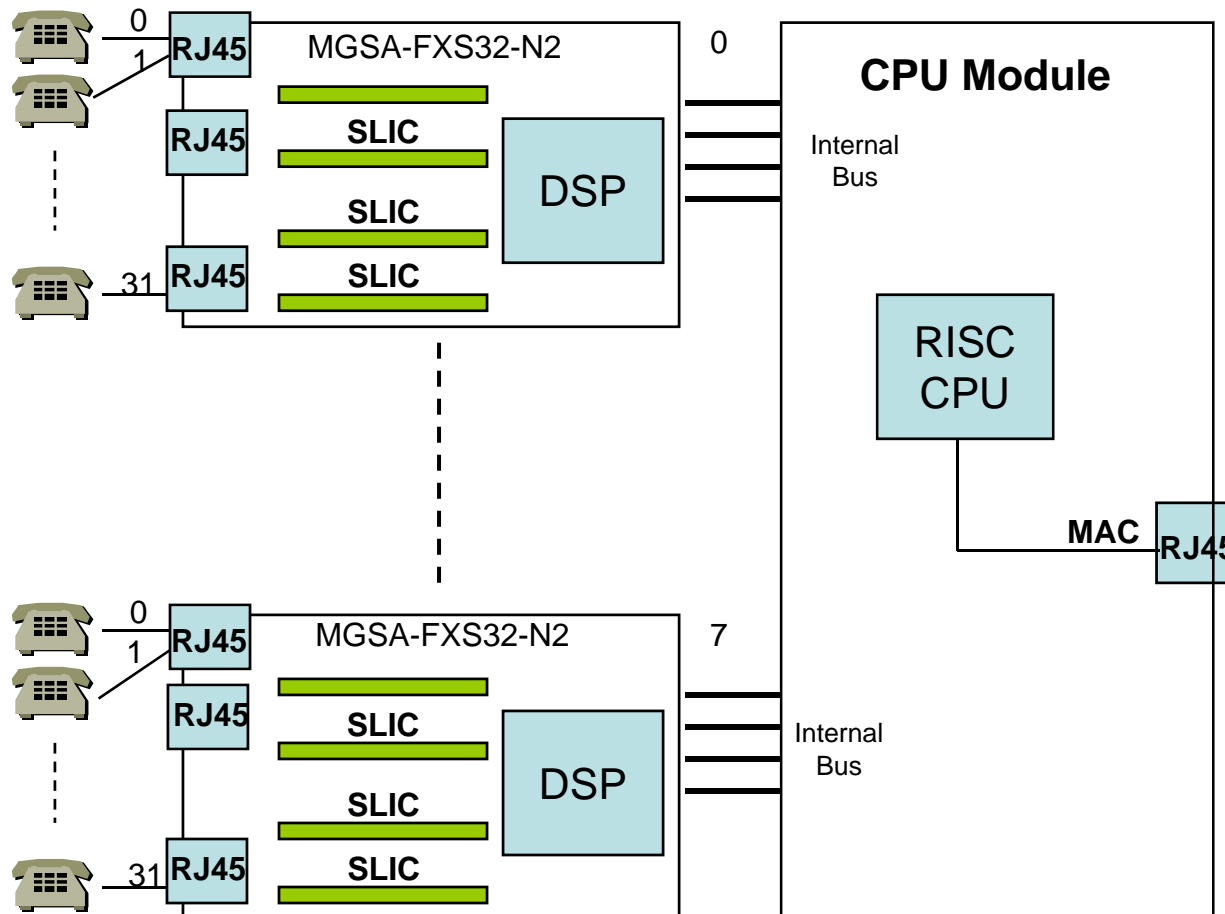 0
1
RJ45
MGSA-FXS32-N2
0
CPU Module
RJ45
SLIC
DSP
Internal
Bus
SLIC
31
RJ45
SLIC
RISC
CPU
MAC
RJ45
0
1
RJ45
MGSA-FXS32-N2
7
RJ45
SLIC
DSP
Internal
Bus
SLIC
31
RJ45
SLIC